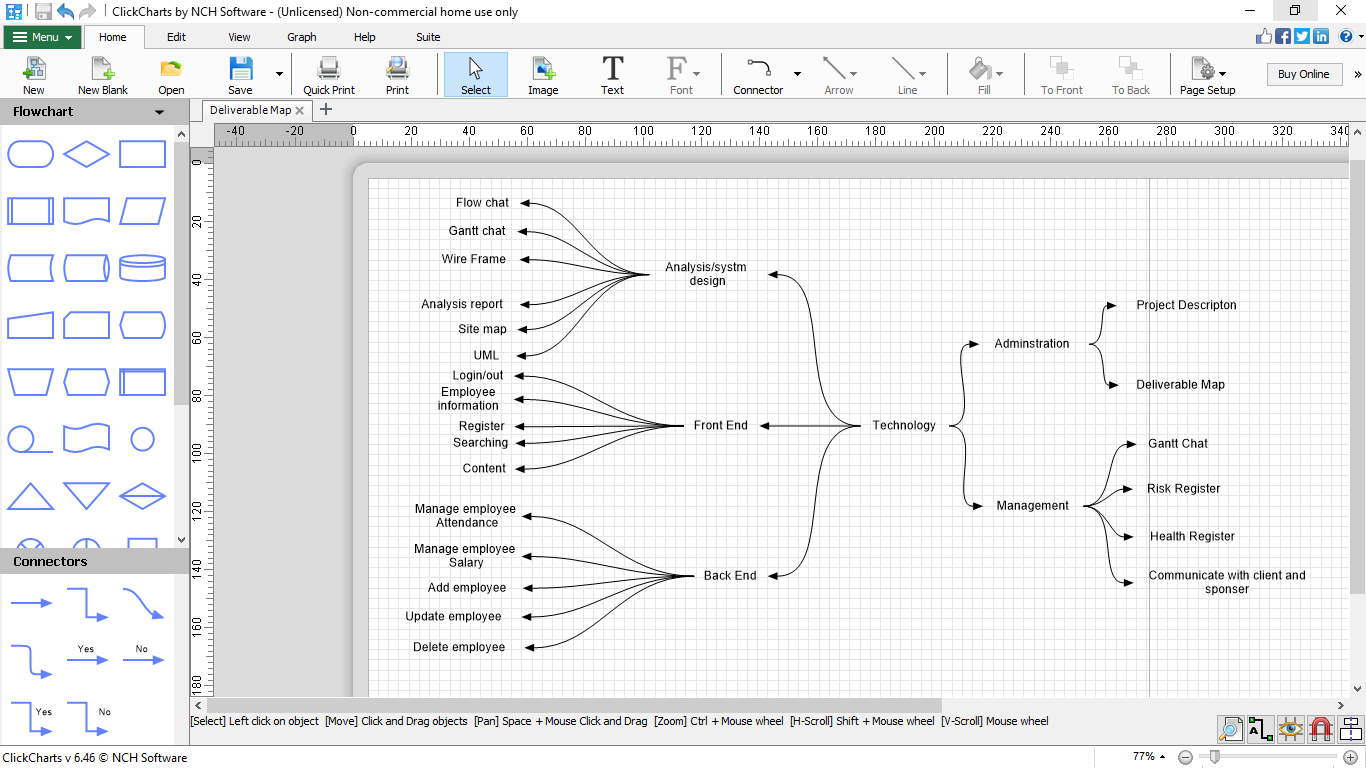 ClickCharts by NCH Software - (Unlicensed) Non-commercial home use only
Menu Home Edit View Graph Help Suite
New New Blank Open Save Quick Print Print Select Image Text Font Connector Arrow Line Fill To Front To Back Page Setup Buy Online
Flowchart
Deliverable Map
-40 -20 0 20 40 60 80 100 120 140 160 180 200 220 240 260 280 300 320 340
0
20
40
60
80
100
120
140
160
180
Flow chat
Gantt chat
Wire Frame
Analysis report
Site map
UML
Analysis/systm
design
Login/out
Employee
information
Register
Searching
Content
Front End
Manage employee
Attendance
Manage employee
Salary
Add employee
Update employee
Delete employee
Back End
Technology
Adminstration
Project Descripton
Deliverable Map
Management
Gantt Chat
Risk Register
Health Register
Communicate with client and
sponser
Connectors
Yes No
Yes No
[Select] Left click on object [Move] Click and Drag objects [Pan] Space + Mouse Click and Drag [Zoom] Ctrl + Mouse wheel [H-Scroll] Shift + Mouse wheel [V-Scroll] Mouse wheel
A
ClickCharts v 6.46 © NCH Software
77%